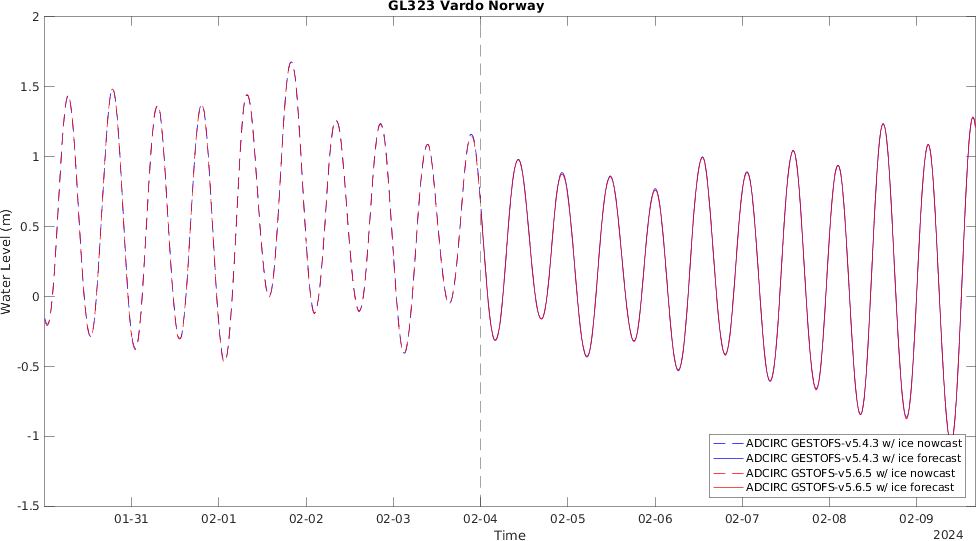 GL323 Vardo Norway
2
1.5
1
0.5
0
-0.5
-1
-1.5
Water Level (m)
ADCIRC GESTOFS-v5.4.3 w/ ice nowcast
ADCIRC GESTOFS-v5.4.3 w/ ice forecast
ADCIRC GSTOFS-v5.6.5 w/ ice nowcast
ADCIRC GSTOFS-v5.6.5 w/ ice forecast
01-31 02-01 02-02 02-03 02-04 02-05 02-06 02-07 02-08 02-09
Time
2024